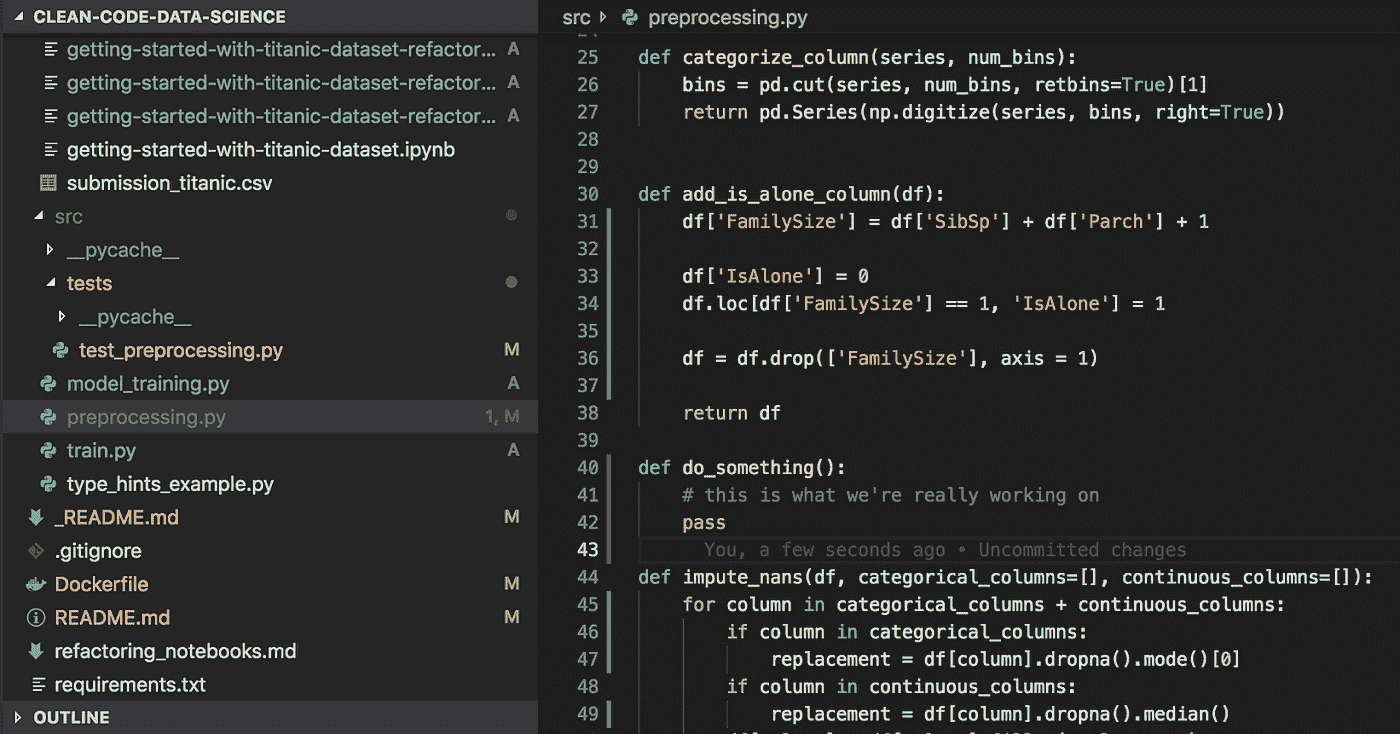 CLEAN-CODE-DATA-SCIENCE
getting-started-with-titanic-dataset-refactor... A
getting-started-with-titanic-dataset-refactor... A
getting-started-with-titanic-dataset-refactor... A
getting-started-with-titanic-dataset.ipynb
submission_titanic.csv
src
__pycache__
tests
__pycache__
test_preprocessing.py M
model_training.py A
preprocessing.py 1, M
train.py A
type_hints_example.py
_README.md M
.gitignore
Dockerfile M
README.md M
refactoring_notebooks.md
requirements.txt
OUTLINE
src preprocessing.py
25 def categorize_column(series, num_bins):
26 bins = pd.cut(series, num_bins, retbins=True)[1]
27 return pd.Series(np.digitize(series, bins, right=True))
28
29
30 def add_is_alone_column(df):
31 df['FamilySize'] = df['SibSp'] + df['Parch'] + 1
32
33 df['IsAlone'] = 0
34 df.loc[df['FamilySize'] == 1, 'IsAlone'] = 1
35
36 df = df.drop(['FamilySize'], axis = 1)
37
38 return df
39
40 def do_something():
41 # this is what we're really working on
42 pass
43 You, a few seconds ago • Uncommitted changes
44 def impute_nans(df, categorical_columns=[], continuous_columns=[]):
45 for column in categorical_columns + continuous_columns:
46 if column in categorical_columns:
47 replacement = df[column].dropna().mode()[0]
48 if column in continuous_columns:
49 replacement = df[column].dropna().median()